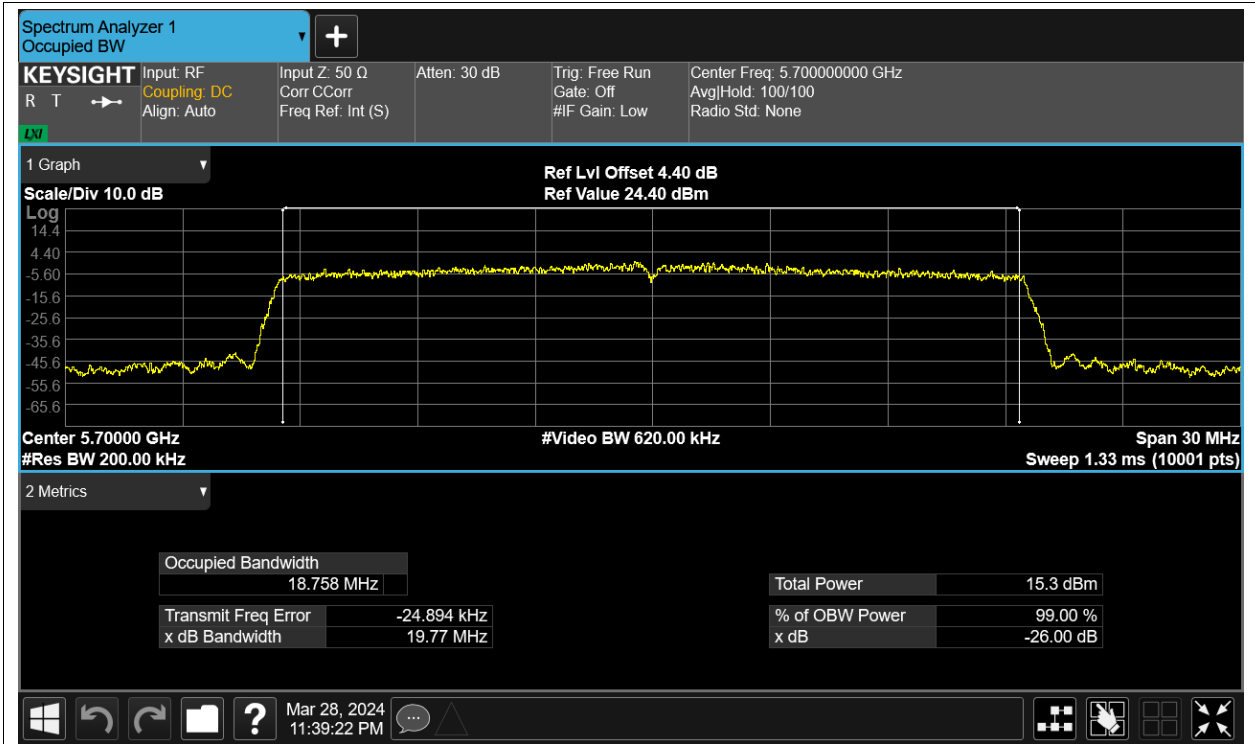 Spectrum Analyzer 1
Occupied BW
KEYSIGHT
R T
LXI
Input: RF
Coupling: DC
Align: Auto
Input Z: 50 Ω
Corr CCorr
Freq Ref: Int (S)
Atten: 30 dB
Trig: Free Run
Gate: Off
#IF Gain: Low
Center Freq: 5.700000000 GHz
Avg|Hold: 100/100
Radio Std: None
1 Graph
Scale/Div 10.0 dB
Ref Lvl Offset 4.40 dB
Ref Value 24.40 dBm
Log
14.4
4.40
-5.60
-15.6
-25.6
-35.6
-45.6
-55.6
-65.6
Center 5.70000 GHz
#Res BW 200.00 kHz
#Video BW 620.00 kHz
Span 30 MHz
Sweep 1.33 ms (10001 pts)
2 Metrics
Occupied Bandwidth
18.758 MHz
Transmit Freq Error -24.894 kHz
x dB Bandwidth 19.77 MHz
Total Power 15.3 dBm
% of OBW Power 99.00 %
x dB -26.00 dB
?
Mar 28, 2024
11:39:22 PM